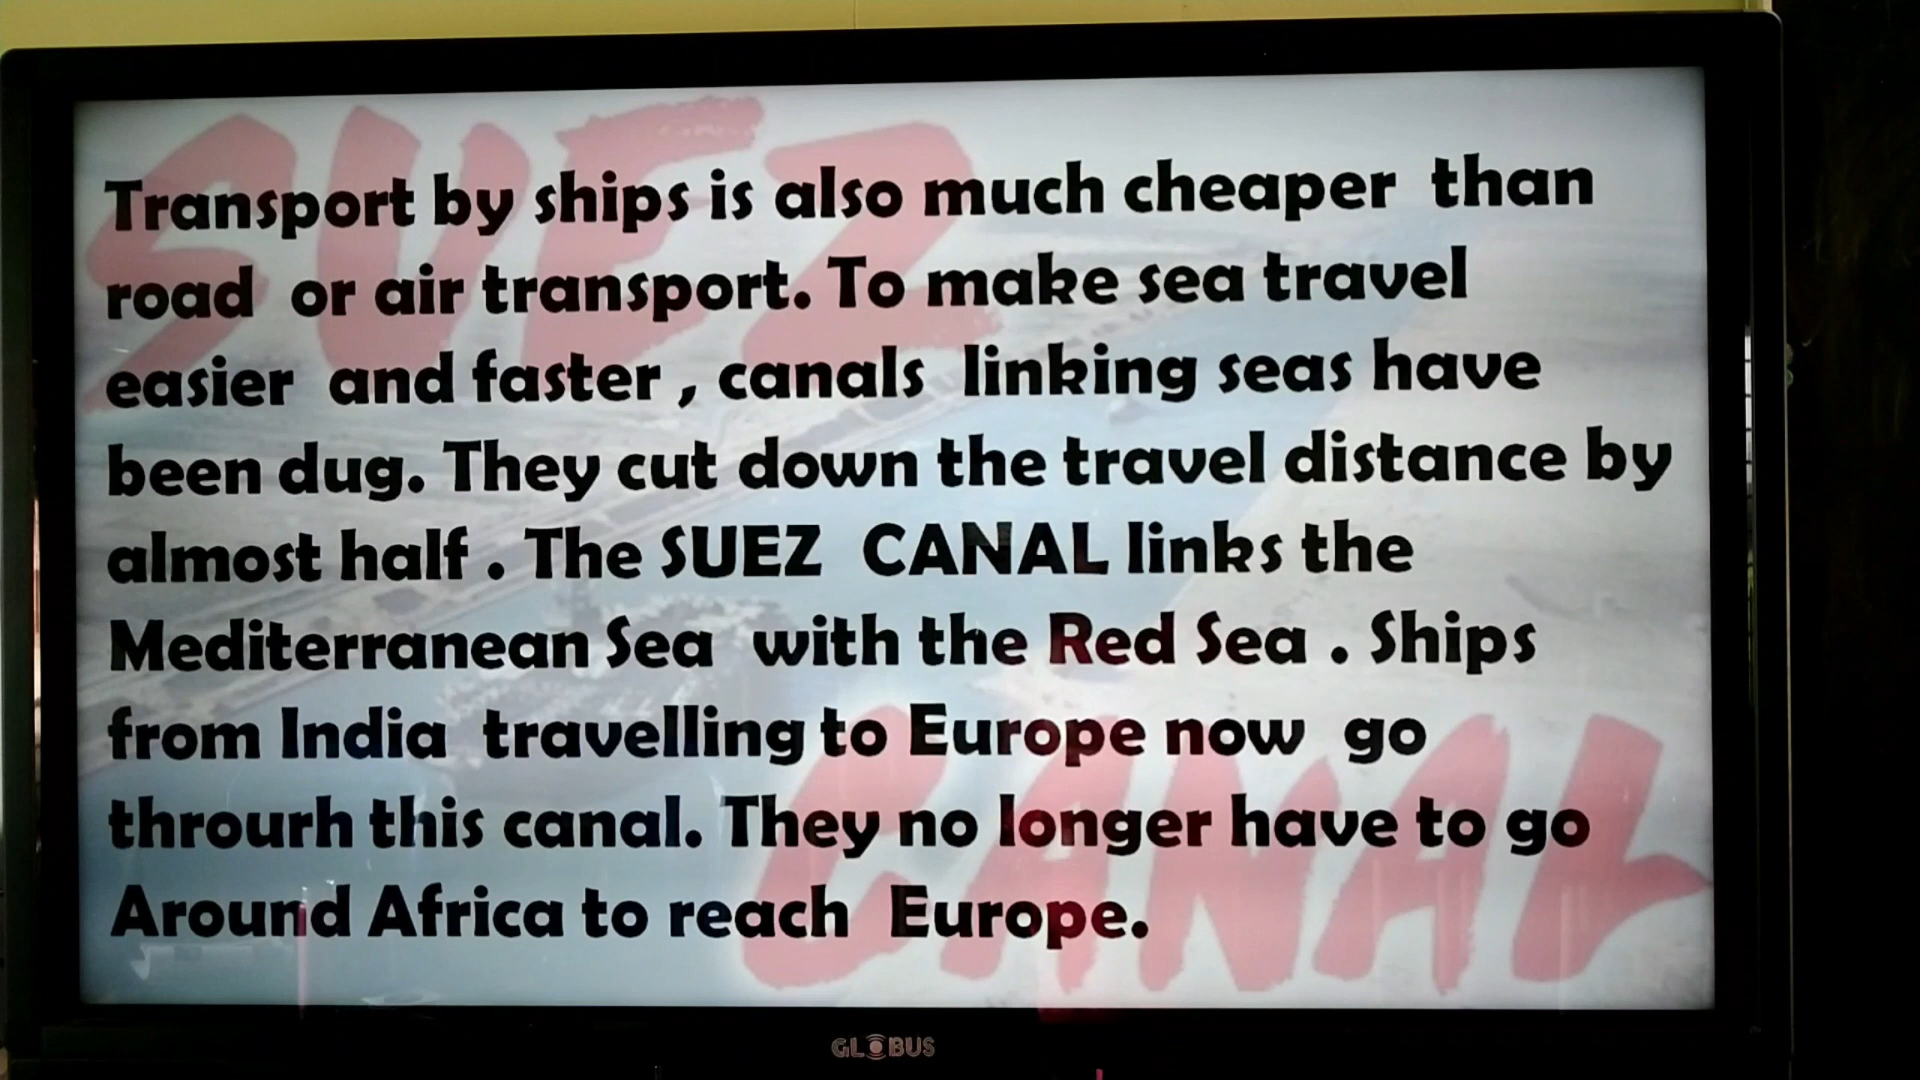 SUEZ
Transport by ships is also much cheaper than
road or air transport. To make sea travel
easier and faster , canals linking seas have
been dug. They cut down the travel distance by
almost half . The SUEZ CANAL links the
Mediterranean Sea with the Red Sea . Ships
from India travelling to Europe now go
throurh this canal. They no longer have to go
Around Africa to reach Europe.
CANAL
GLOBUS